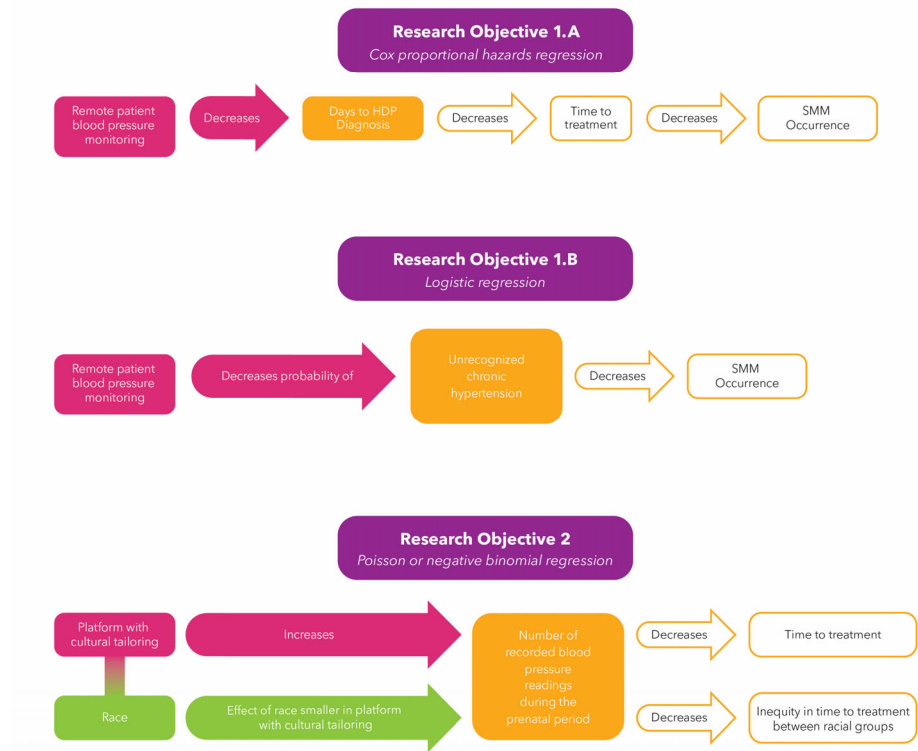 Research Objective 1.A
Cox proportional hazards regression
Remote patient
blood pressure
monitoring
Decreases
Days to HDP
Diagnosis
Decreases
Time to
treatment
Decreases
SMM
Occurrence
Research Objective 1.B
Logistic regression
Remote patient
blood pressure
monitoring
Decreases probability of
Unrecognized
chronic
hypertension
Decreases
SMM
Occurrence
Research Objective 2
Poisson or negative binomial regression
Platform with
cultural tailoring
Increases
Number of
recorded blood
pressure
readings
during the
prenatal period
Decreases
Time to treatment
Race
Effect of race smaller in platform
with cultural tailoring
Decreases
Inequity in time to treatment
between racial groups